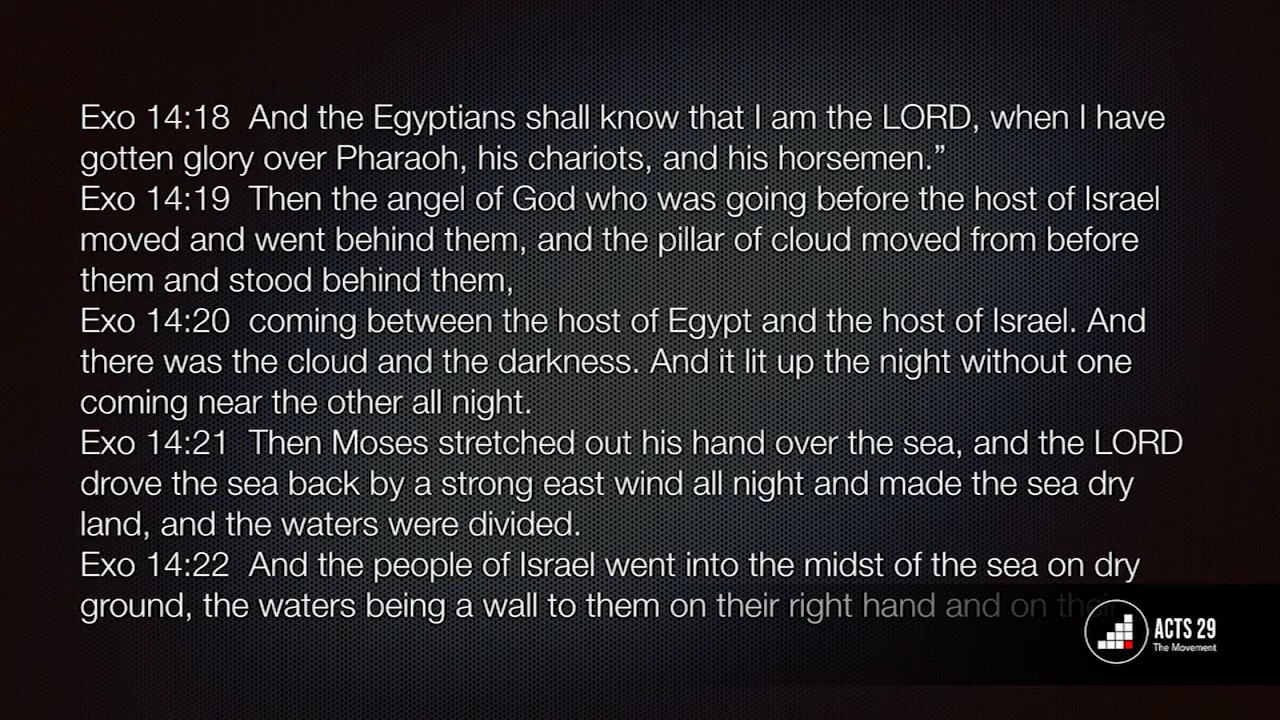 Exo 14:18  And the Egyptians shall know that I am the LORD, when I have
gotten glory over Pharaoh, his chariots, and his horsemen.”
Exo 14:19  Then the angel of God who was going before the host of Israel
moved and went behind them, and the pillar of cloud moved from before
them and stood behind them,
Exo 14:20  coming between the host of Egypt and the host of Israel. And
there was the cloud and the darkness. And it lit up the night without one
coming near the other all night.
Exo 14:21  Then Moses stretched out his hand over the sea, and the LORD
drove the sea back by a strong east wind all night and made the sea dry
land, and the waters were divided.
Exo 14:22  And the people of Israel went into the midst of the sea on dry
ground, the waters being a wall to them on their right hand and on their
ACTS 29
The Movement